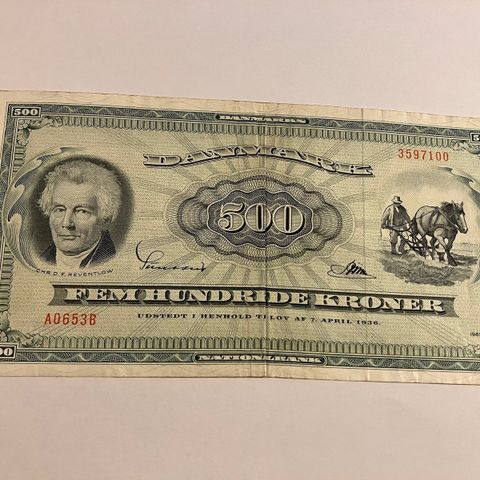 500
DANMARKS
DANMARK
3597100
500
CHR. D. F. REVENTLOW
FEM HUNDREDE KRONER
A0653B
UDSTEDT I HENHOLD TIL LOV AF 7. APRIL 1936.
NATIONALBANK